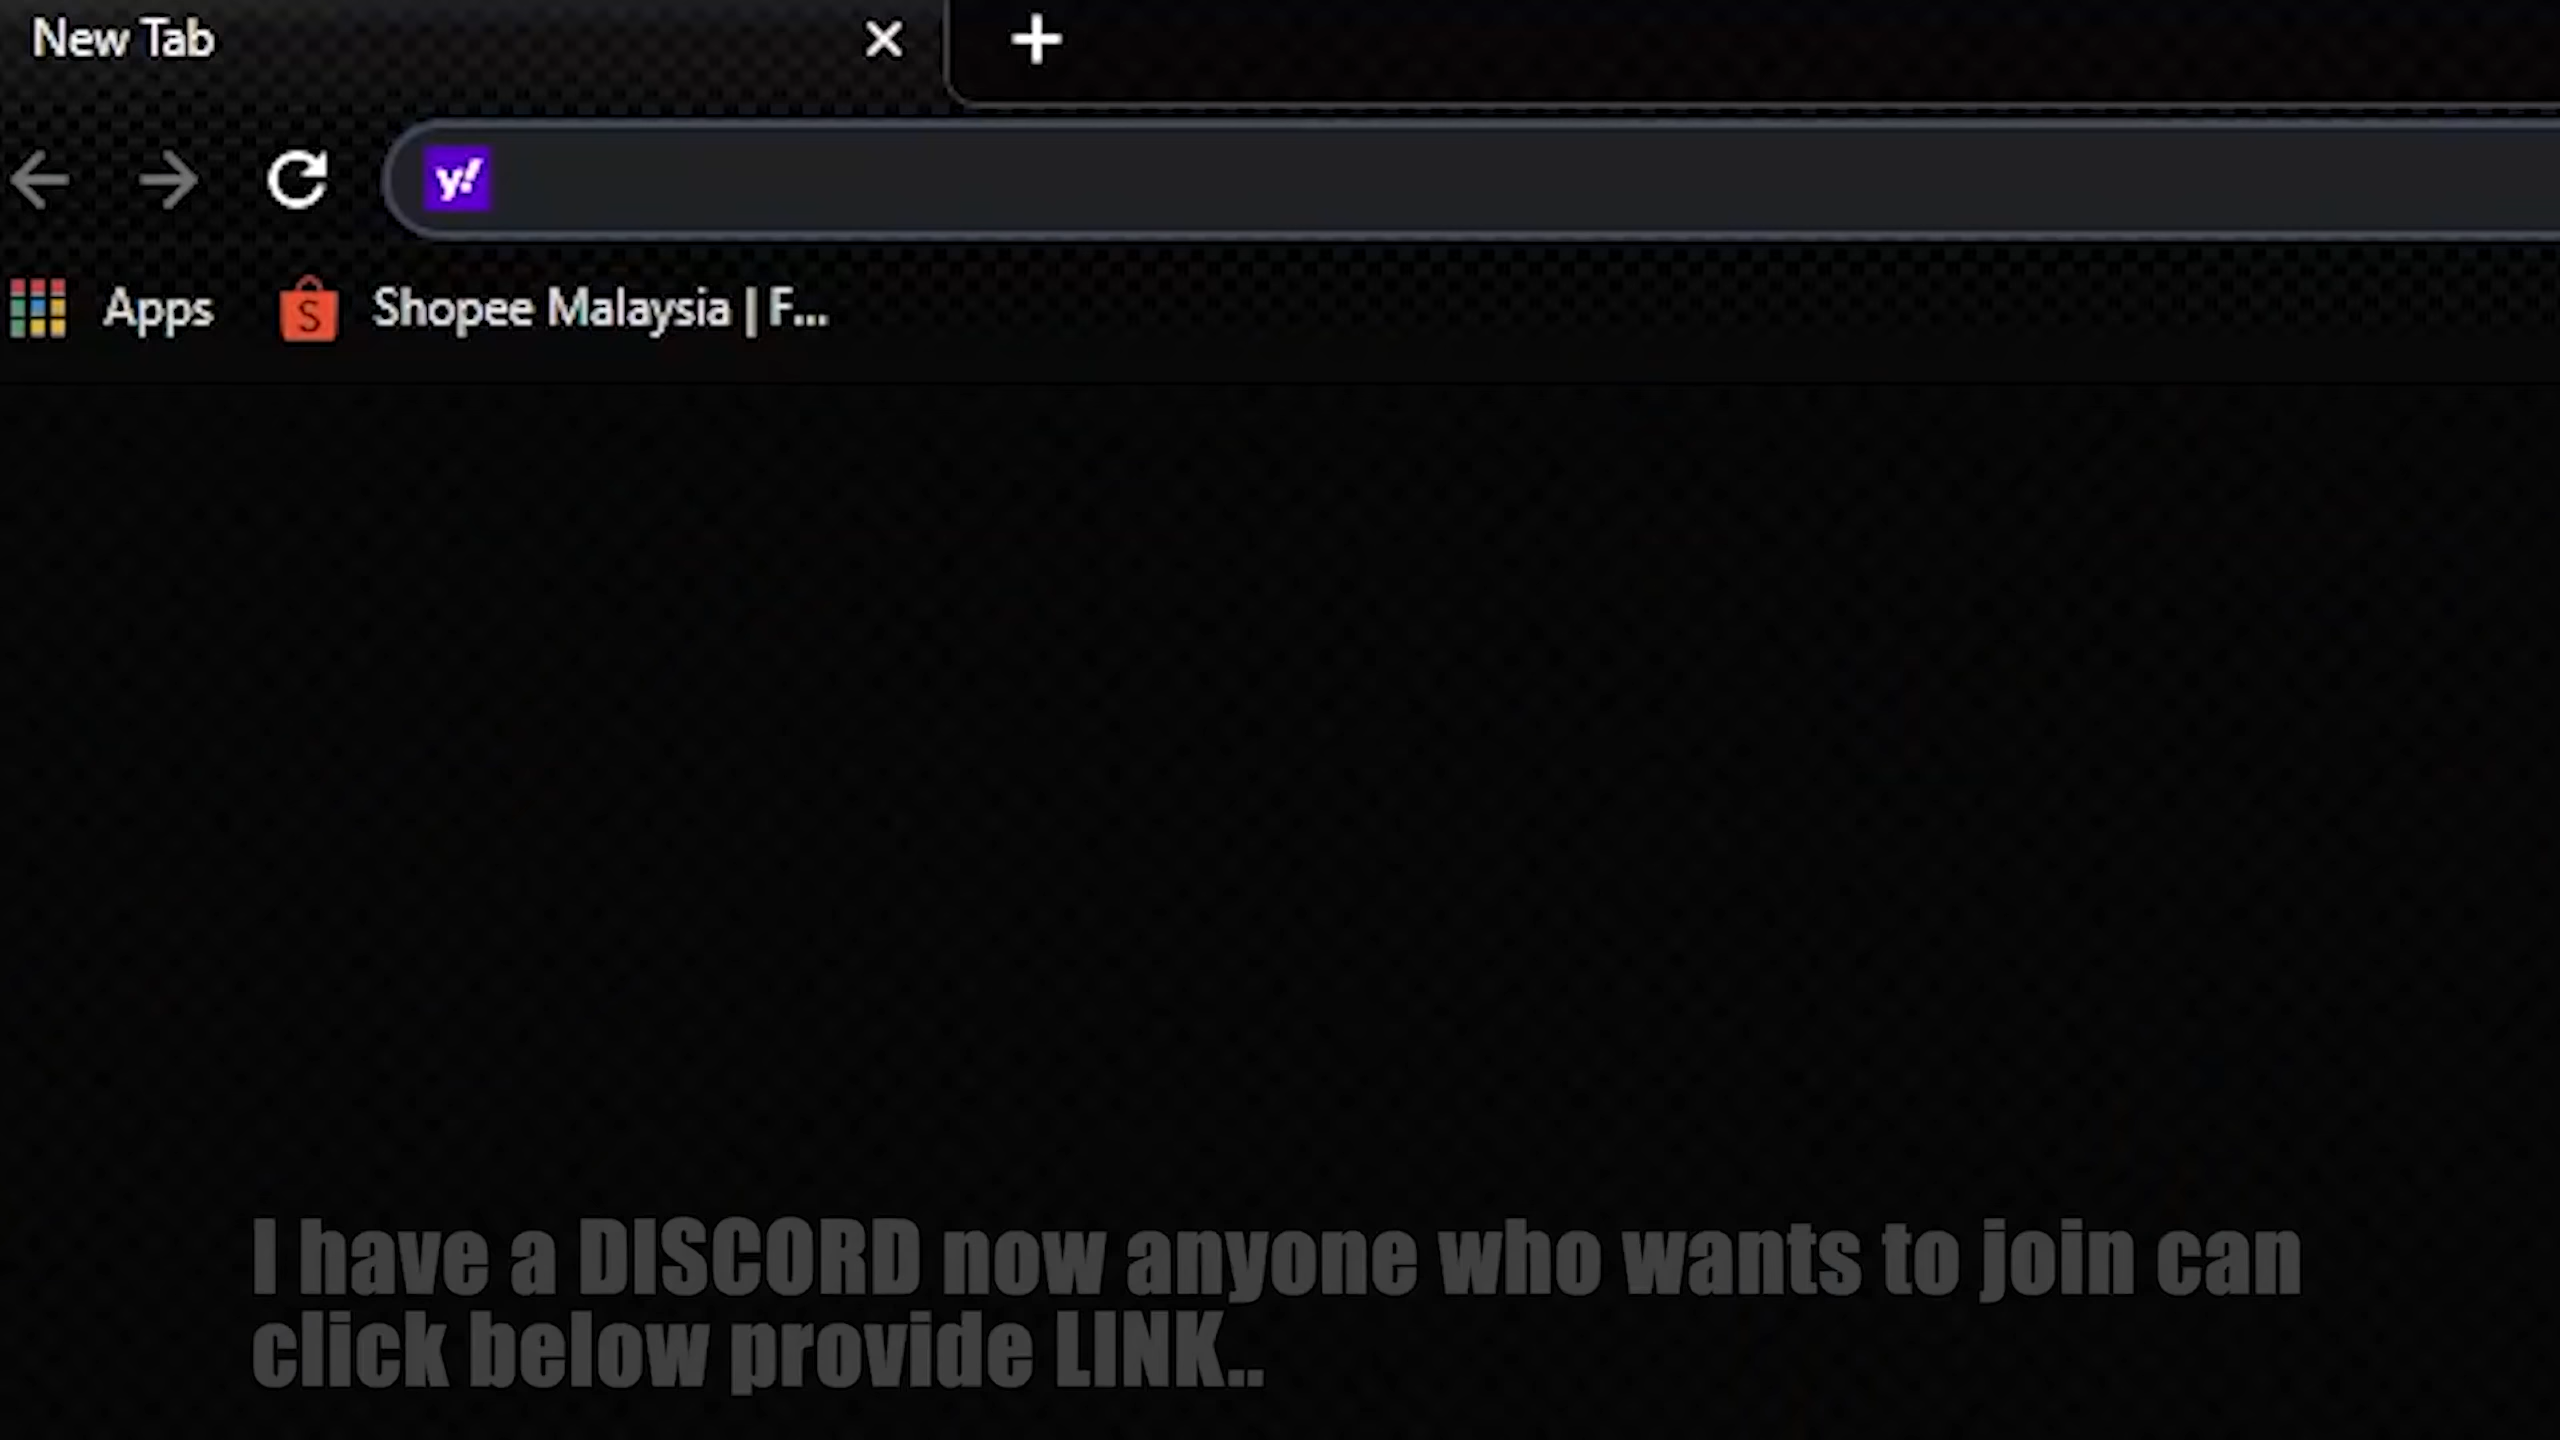 New Tab
y!
Apps
S
Shopee Malaysia | F...
I have a DISCORD now anyone who wants to join can
click below provide LINK..